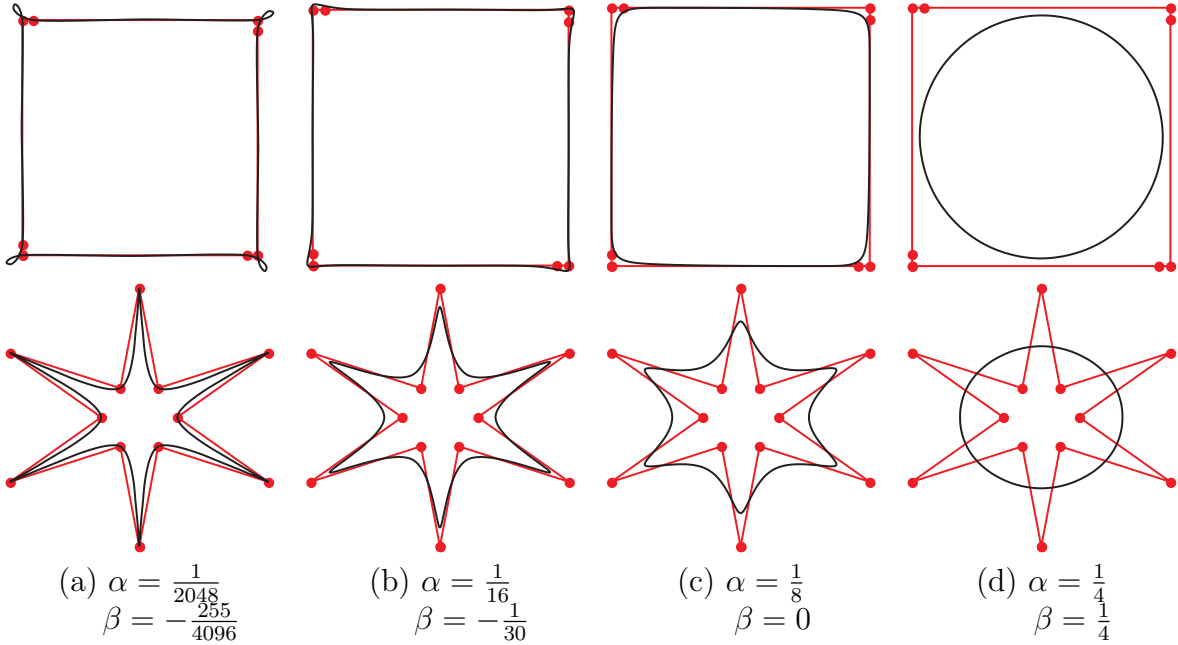 (a) α = 1/2048 (b) α = 1/16 (c) α = 1/8 (d) α = 1/4
β = −255/4096 β = −1/30 β = 0 β = 1/4